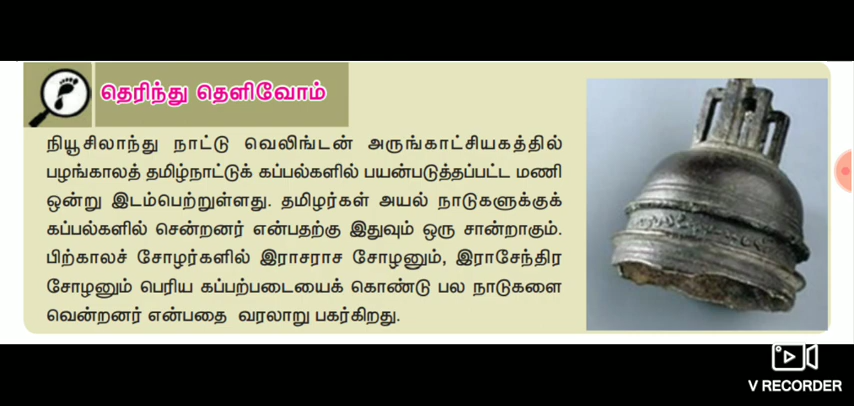 தெரிந்து தெளிவோம்
நியூசிலாந்து நாட்டு வெலிங்டன் அருங்காட்சியகத்தில்
பழங்காலத் தமிழ்நாட்டுக் கப்பல்களில் பயன்படுத்தப்பட்ட மணி
ஒன்று இடம்பெற்றுள்ளது. தமிழர்கள் அயல் நாடுகளுக்குக்
கப்பல்களில் சென்றனர் என்பதற்கு இதுவும் ஒரு சான்றாகும்.
பிற்காலச் சோழர்களில் இராசராச சோழனும், இராசேந்திர
சோழனும் பெரிய கப்பற்படையைக் கொண்டு பல நாடுகளை
வென்றனர் என்பதை வரலாறு பகர்கிறது.
V RECORDER